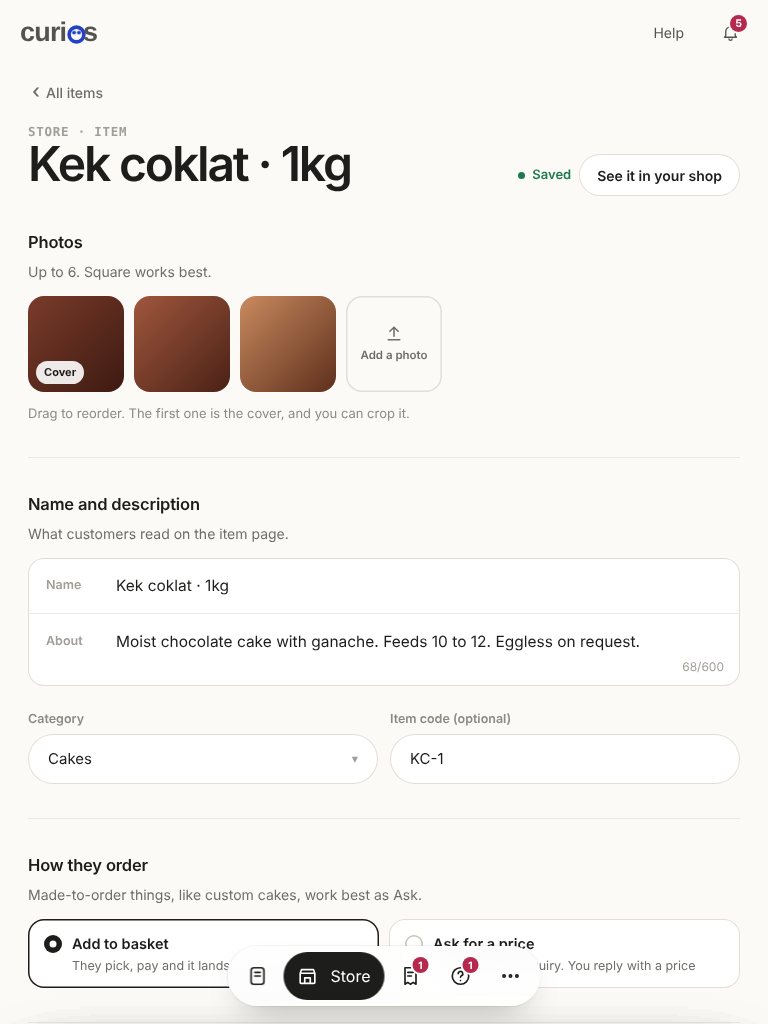 curios
Help
5
All items
STORE · ITEM
Kek coklat · 1kg
Saved
See it in your shop
Photos
Up to 6. Square works best.
Cover
Add a photo
Drag to reorder. The first one is the cover, and you can crop it.
Name and description
What customers read on the item page.
Name
Kek coklat · 1kg
About
Moist chocolate cake with ganache. Feeds 10 to 12. Eggless on request.
68/600
Category
Item code (optional)
Cakes
KC-1
How they order
Made-to-order things, like custom cakes, work best as Ask.
Add to basket
Ask for a price
They pick, pay and it lands
You reply with a price
Store
1
1